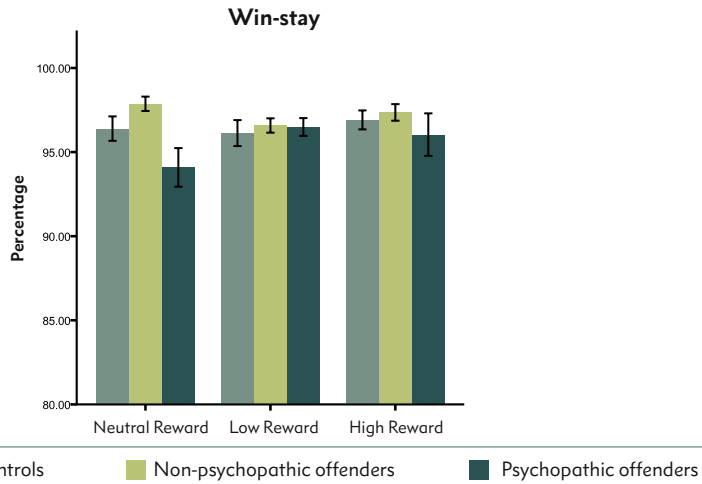 Win-stay
100.00
95.00
90.00
85.00
80.00
Percentage
Neutral Reward Low Reward High Reward
ntrols Non-psychopathic offenders Psychopathic offenders